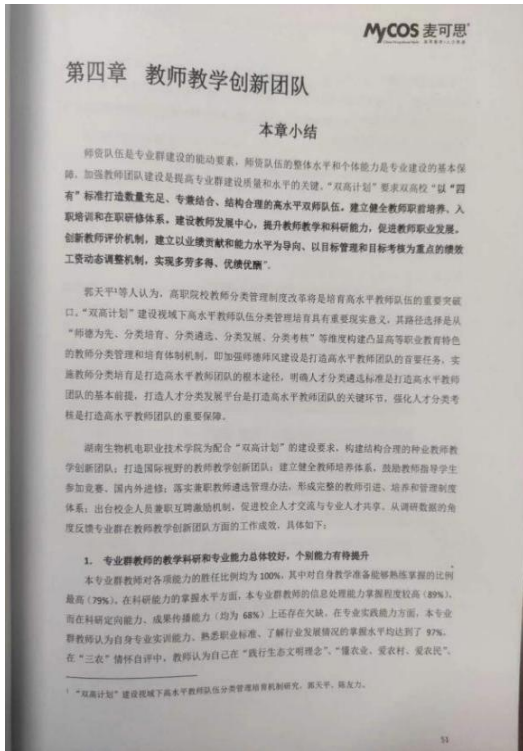 MyCOS 麦可思
第四章 教师教学创新团队
本章小结
师资队伍是专业群建设的能动要素，师资队伍的整体水平和个体能力是专业建设的基本保
障。加强教师团队建设是提高专业群建设质量和水平的关键。“双高计划”要求双高校“以“四
有”标准打造数量充足、专兼结合、结构合理的高水平双师队伍。建立健全教师职前培养、入
职培训和在职研修体系。建设教师发展中心，提升教师教学和科研能力，促进教师职业发展。
创新教师评价机制，建立以业绩贡献和能力水平为导向、以目标管理和目标考核为重点的绩效
工资动态调整机制，实现多劳多得、优绩优酬”。
郭天平¹等人认为，高职院校教师分类管理制度改革将是培育高水平教师队伍的重要突破
口。“双高计划”建设视域下高水平教师队伍分类管理培育具有重要现实意义，其路径选择是从
“师德为先、分类培育、分类遴选、分类发展、分类考核”等维度构建凸显高等职业教育特色
的教师分类管理和培育体制机制，即加强师德师风建设是打造高水平教师团队的首要任务，实
施教师分类培育是打造高水平教师团队的根本途径，明确人才分类遴选标准是打造高水平教师
团队的基本前提，打造人才分类发展平台是打造高水平教师团队的关键环节，强化人才分类考
核是打造高水平教师团队的重要保障。
湖南生物机电职业技术学院为配合“双高计划”的建设要求，构建结构合理的种业教师教
学创新团队；打造国际视野的教师教学创新团队；建立健全教师培养体系，鼓励教师指导学生
参加竞赛、国内外进修；落实兼职教师遴选管理办法，形成完整的教师引进、培养和管理制度
体系；出台校企人员兼职互聘激励机制，促进校企人才交流与专业人才共享。从调研数据的角
度反馈专业群在教师教学创新团队方面的工作成效，具体如下：
1. 专业群教师的教学科研和专业能力总体较好，个别能力有待提升
本专业群教师对各项能力的胜任比例均为 100%，其中对自身教学准备能够熟练掌握的比例
最高（79%）。在科研能力的掌握水平方面，本专业群教师的信息处理能力掌握程度较高（89%），
而在科研定向能力、成果传播能力（均为 68%）上还存在欠缺。在专业实践能力方面，本专业
群教师认为自身专业实训能力、熟悉职业标准、了解行业发展情况的掌握水平均达到了 97%。
在“三农”情怀自评中，教师认为自己在“践行生态文明理念”、“懂农业、爱农村、爱农民”、
¹ “双高计划”建设视域下高水平教师队伍分类管理培育机制研究，郭天平、陈友力。
54